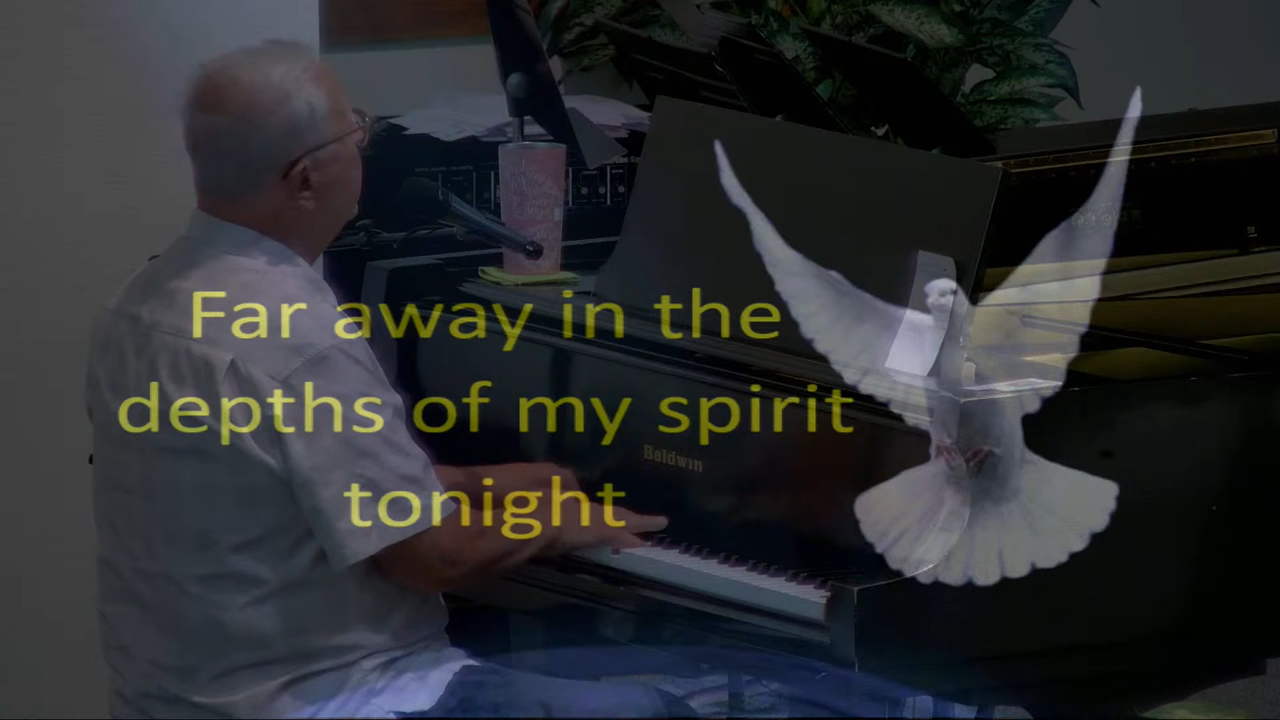 Far away in the
depths of my spirit
tonight
Baldwin